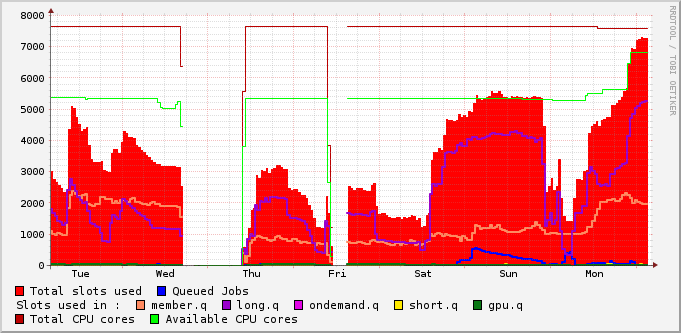 8000
7000
6000
5000
4000
3000
2000
1000
0
Tue Wed Thu Fri Sat Sun Mon
RRDTOOL / TOBI OETIKER
Total slots used Queued Jobs
Slots used in : member.q long.q ondemand.q short.q gpu.q
Total CPU cores Available CPU cores